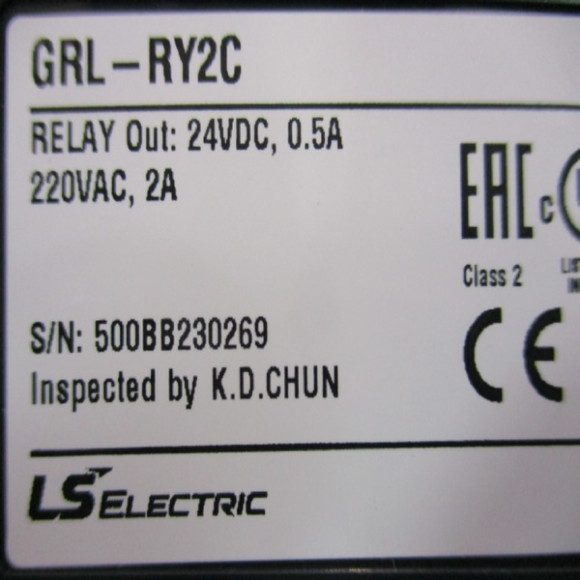 GRL-RY2C
RELAY Out: 24VDC, 0.5A
220VAC, 2A
EAC
C
Class 2
LIS
S/N: 500BB230269
CE
Inspected by K.D.CHUN
LS ELECTRIC